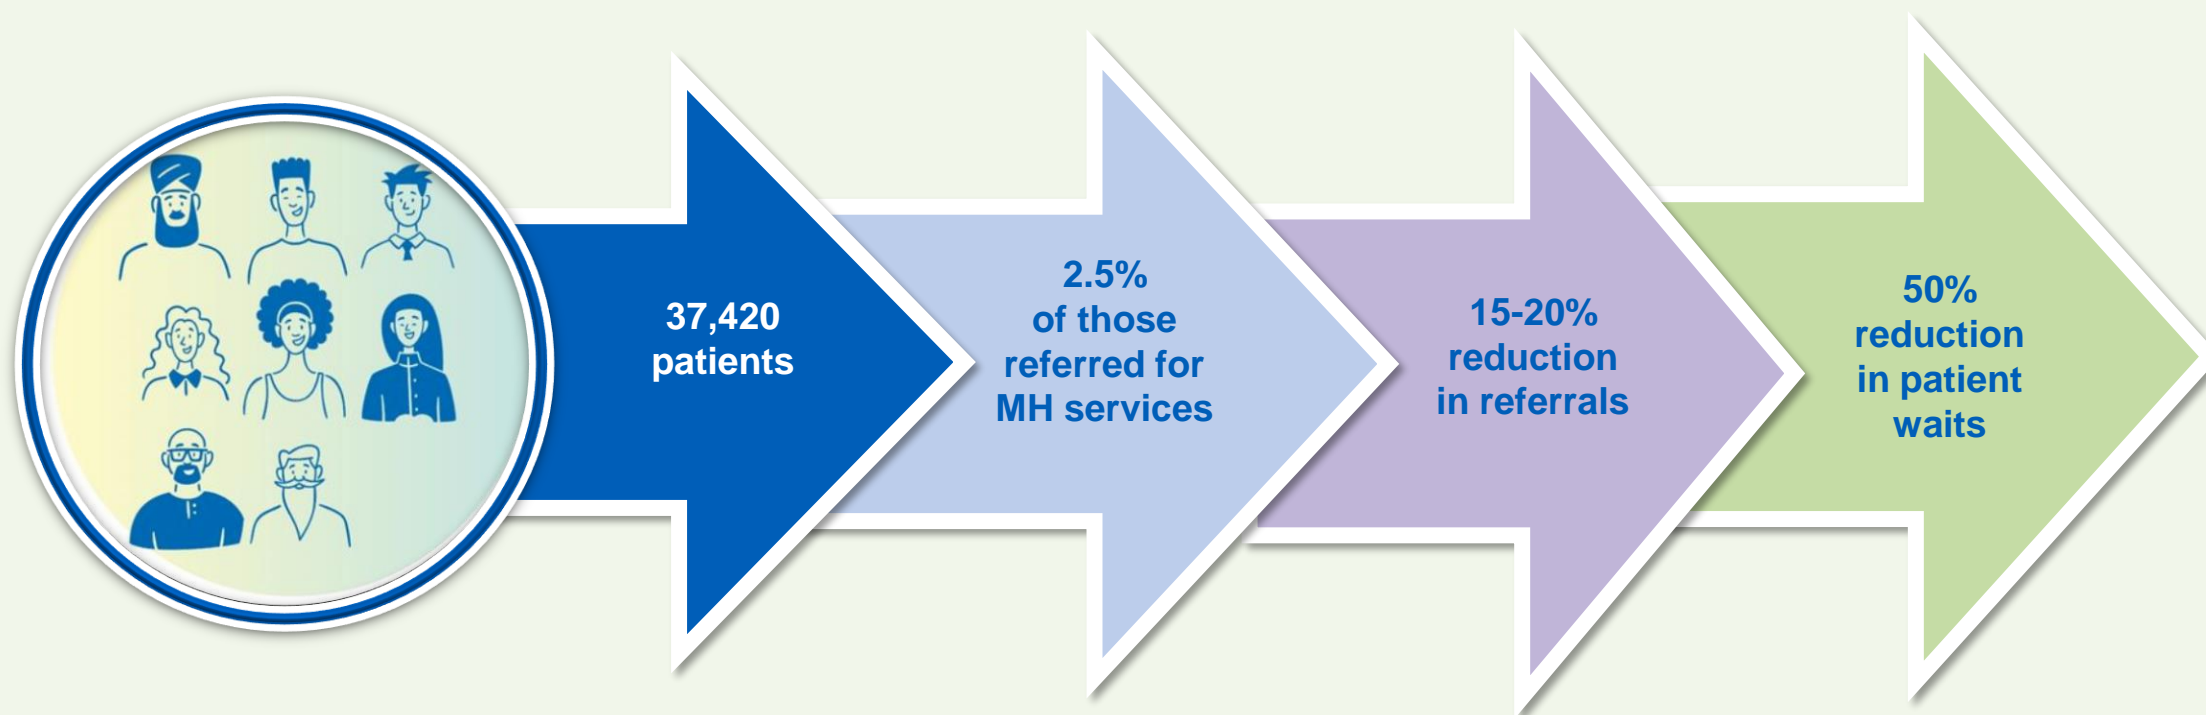 37,420
patients
2.5%
of those
referred for
MH services
15-20%
reduction
in referrals
50%
reduction
in patient
waits